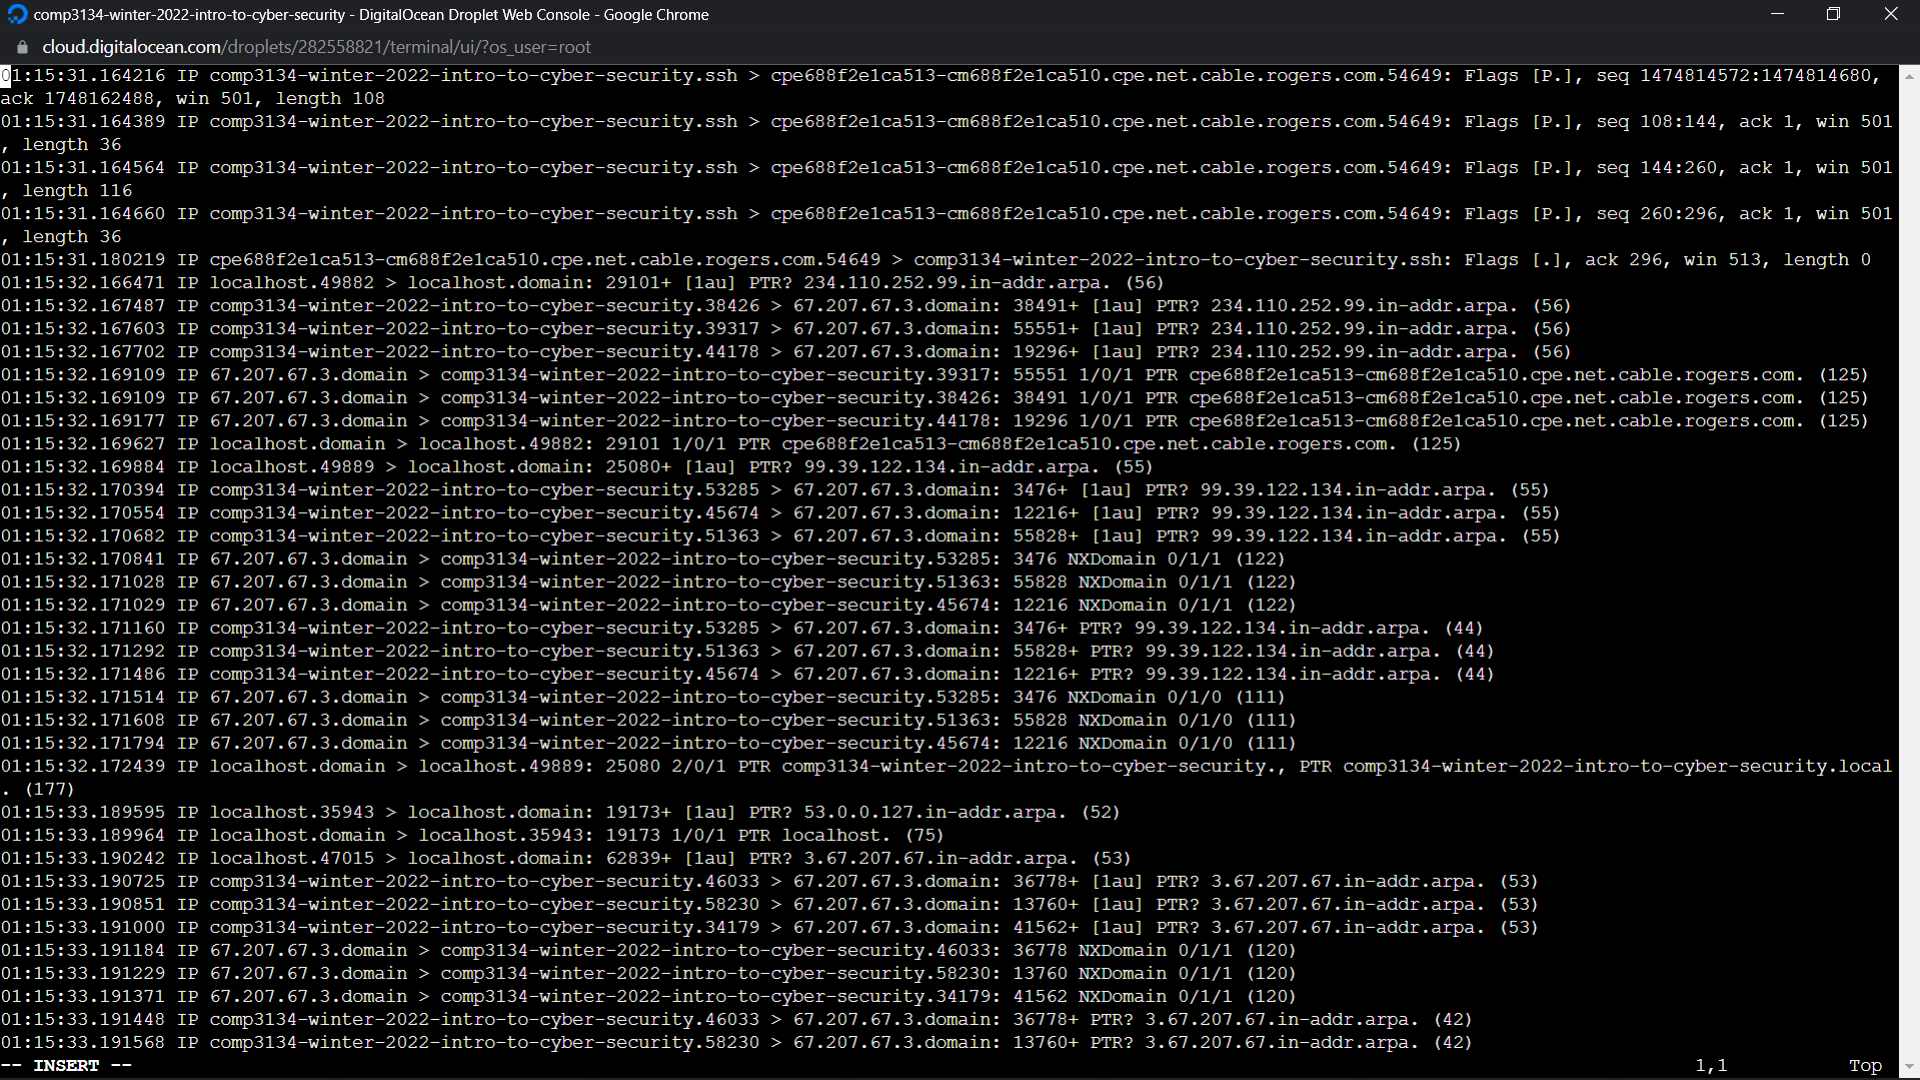 comp3134-winter-2022-intro-to-cyber-security - DigitalOcean Droplet Web Console - Google Chrome
cloud.digitalocean.com/droplets/282558821/terminal/ui/?os_user=root
01:15:31.164216 IP comp3134-winter-2022-intro-to-cyber-security.ssh > cpe688f2e1ca513-cm688f2e1ca510.cpe.net.cable.rogers.com.54649: Flags [P.], seq 1474814572:1474814680,
ack 1748162488, win 501, length 108
01:15:31.164389 IP comp3134-winter-2022-intro-to-cyber-security.ssh > cpe688f2e1ca513-cm688f2e1ca510.cpe.net.cable.rogers.com.54649: Flags [P.], seq 108:144, ack 1, win 501
, length 36
01:15:31.164564 IP comp3134-winter-2022-intro-to-cyber-security.ssh > cpe688f2e1ca513-cm688f2e1ca510.cpe.net.cable.rogers.com.54649: Flags [P.], seq 144:260, ack 1, win 501
, length 116
01:15:31.164660 IP comp3134-winter-2022-intro-to-cyber-security.ssh > cpe688f2e1ca513-cm688f2e1ca510.cpe.net.cable.rogers.com.54649: Flags [P.], seq 260:296, ack 1, win 501
, length 36
01:15:31.180219 IP cpe688f2e1ca513-cm688f2e1ca510.cpe.net.cable.rogers.com.54649 > comp3134-winter-2022-intro-to-cyber-security.ssh: Flags [.], ack 296, win 513, length 0
01:15:32.166471 IP localhost.49882 > localhost.domain: 29101+ [1au] PTR? 234.110.252.99.in-addr.arpa. (56)
01:15:32.167487 IP comp3134-winter-2022-intro-to-cyber-security.38426 > 67.207.67.3.domain: 38491+ [1au] PTR? 234.110.252.99.in-addr.arpa. (56)
01:15:32.167603 IP comp3134-winter-2022-intro-to-cyber-security.39317 > 67.207.67.3.domain: 55551+ [1au] PTR? 234.110.252.99.in-addr.arpa. (56)
01:15:32.167702 IP comp3134-winter-2022-intro-to-cyber-security.44178 > 67.207.67.3.domain: 19296+ [1au] PTR? 234.110.252.99.in-addr.arpa. (56)
01:15:32.169109 IP 67.207.67.3.domain > comp3134-winter-2022-intro-to-cyber-security.39317: 55551 1/0/1 PTR cpe688f2e1ca513-cm688f2e1ca510.cpe.net.cable.rogers.com. (125)
01:15:32.169109 IP 67.207.67.3.domain > comp3134-winter-2022-intro-to-cyber-security.38426: 38491 1/0/1 PTR cpe688f2e1ca513-cm688f2e1ca510.cpe.net.cable.rogers.com. (125)
01:15:32.169177 IP 67.207.67.3.domain > comp3134-winter-2022-intro-to-cyber-security.44178: 19296 1/0/1 PTR cpe688f2e1ca513-cm688f2e1ca510.cpe.net.cable.rogers.com. (125)
01:15:32.169627 IP localhost.domain > localhost.49882: 29101 1/0/1 PTR cpe688f2e1ca513-cm688f2e1ca510.cpe.net.cable.rogers.com. (125)
01:15:32.169884 IP localhost.49889 > localhost.domain: 25080+ [1au] PTR? 99.39.122.134.in-addr.arpa. (55)
01:15:32.170394 IP comp3134-winter-2022-intro-to-cyber-security.53285 > 67.207.67.3.domain: 3476+ [1au] PTR? 99.39.122.134.in-addr.arpa. (55)
01:15:32.170554 IP comp3134-winter-2022-intro-to-cyber-security.45674 > 67.207.67.3.domain: 12216+ [1au] PTR? 99.39.122.134.in-addr.arpa. (55)
01:15:32.170682 IP comp3134-winter-2022-intro-to-cyber-security.51363 > 67.207.67.3.domain: 55828+ [1au] PTR? 99.39.122.134.in-addr.arpa. (55)
01:15:32.170841 IP 67.207.67.3.domain > comp3134-winter-2022-intro-to-cyber-security.53285: 3476 NXDomain 0/1/1 (122)
01:15:32.171028 IP 67.207.67.3.domain > comp3134-winter-2022-intro-to-cyber-security.51363: 55828 NXDomain 0/1/1 (122)
01:15:32.171029 IP 67.207.67.3.domain > comp3134-winter-2022-intro-to-cyber-security.45674: 12216 NXDomain 0/1/1 (122)
01:15:32.171160 IP comp3134-winter-2022-intro-to-cyber-security.53285 > 67.207.67.3.domain: 3476+ PTR? 99.39.122.134.in-addr.arpa. (44)
01:15:32.171292 IP comp3134-winter-2022-intro-to-cyber-security.51363 > 67.207.67.3.domain: 55828+ PTR? 99.39.122.134.in-addr.arpa. (44)
01:15:32.171486 IP comp3134-winter-2022-intro-to-cyber-security.45674 > 67.207.67.3.domain: 12216+ PTR? 99.39.122.134.in-addr.arpa. (44)
01:15:32.171514 IP 67.207.67.3.domain > comp3134-winter-2022-intro-to-cyber-security.53285: 3476 NXDomain 0/1/0 (111)
01:15:32.171608 IP 67.207.67.3.domain > comp3134-winter-2022-intro-to-cyber-security.51363: 55828 NXDomain 0/1/0 (111)
01:15:32.171794 IP 67.207.67.3.domain > comp3134-winter-2022-intro-to-cyber-security.45674: 12216 NXDomain 0/1/0 (111)
01:15:32.172439 IP localhost.domain > localhost.49889: 25080 2/0/1 PTR comp3134-winter-2022-intro-to-cyber-security., PTR comp3134-winter-2022-intro-to-cyber-security.local
. (177)
01:15:33.189595 IP localhost.35943 > localhost.domain: 19173+ [1au] PTR? 53.0.0.127.in-addr.arpa. (52)
01:15:33.189964 IP localhost.domain > localhost.35943: 19173 1/0/1 PTR localhost. (75)
01:15:33.190242 IP localhost.47015 > localhost.domain: 62839+ [1au] PTR? 3.67.207.67.in-addr.arpa. (53)
01:15:33.190725 IP comp3134-winter-2022-intro-to-cyber-security.46033 > 67.207.67.3.domain: 36778+ [1au] PTR? 3.67.207.67.in-addr.arpa. (53)
01:15:33.190851 IP comp3134-winter-2022-intro-to-cyber-security.58230 > 67.207.67.3.domain: 13760+ [1au] PTR? 3.67.207.67.in-addr.arpa. (53)
01:15:33.191000 IP comp3134-winter-2022-intro-to-cyber-security.34179 > 67.207.67.3.domain: 41562+ [1au] PTR? 3.67.207.67.in-addr.arpa. (53)
01:15:33.191184 IP 67.207.67.3.domain > comp3134-winter-2022-intro-to-cyber-security.46033: 36778 NXDomain 0/1/1 (120)
01:15:33.191229 IP 67.207.67.3.domain > comp3134-winter-2022-intro-to-cyber-security.58230: 13760 NXDomain 0/1/1 (120)
01:15:33.191371 IP 67.207.67.3.domain > comp3134-winter-2022-intro-to-cyber-security.34179: 41562 NXDomain 0/1/1 (120)
01:15:33.191448 IP comp3134-winter-2022-intro-to-cyber-security.46033 > 67.207.67.3.domain: 36778+ PTR? 3.67.207.67.in-addr.arpa. (42)
01:15:33.191568 IP comp3134-winter-2022-intro-to-cyber-security.58230 > 67.207.67.3.domain: 13760+ PTR? 3.67.207.67.in-addr.arpa. (42)
-- INSERT -- 1,1 Top